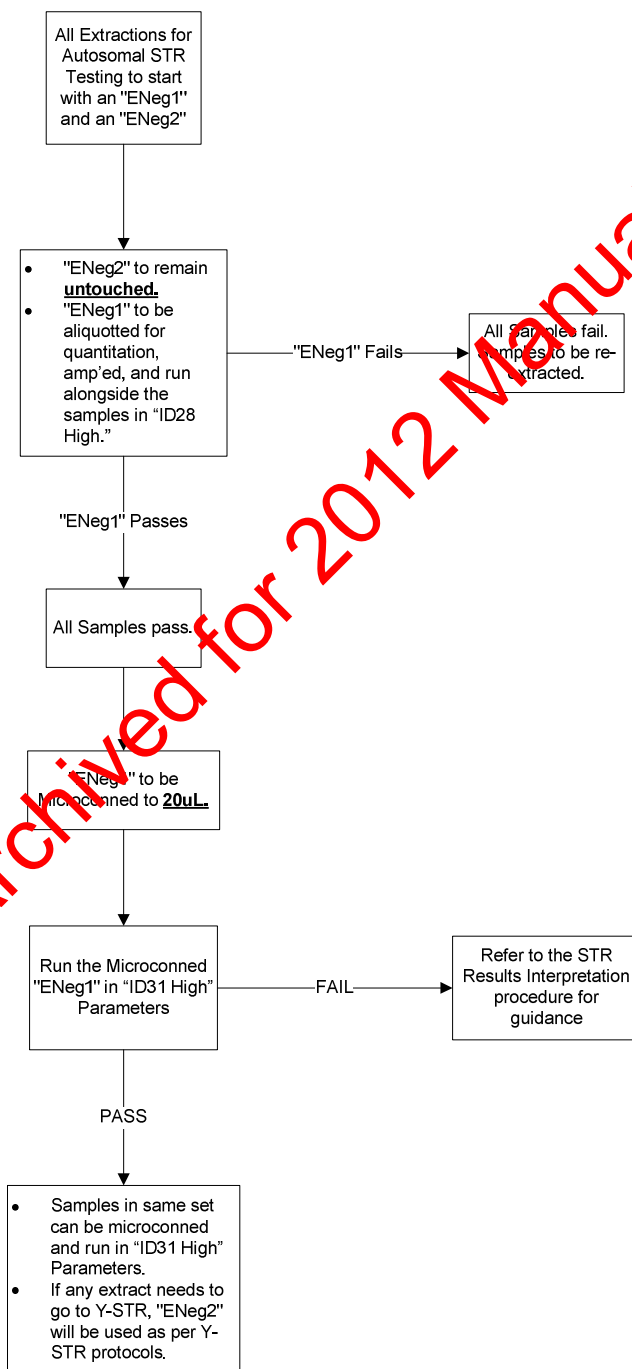 All Extractions for
Autosomal STR
Testing to start
with an "ENeg1"
and an "ENeg2"
• "ENeg2" to remain
untouched.
• "ENeg1" to be
aliquotted for
quantitation,
amp'ed, and run
alongside the
samples in “ID28
High.”
"ENeg1" Fails
All Samples fail.
Samples to be re-
extracted.
"ENeg1" Passes
All Samples pass.
to be
Microconned to 20uL.
Run the Microconned
"ENeg1" in “ID31 High”
Parameters
FAIL
Refer to the STR
Results Interpretation
procedure for
guidance
PASS
• Samples in same set
can be microconned
and run in “ID31 High”
Parameters.
• If any extract needs to
go to Y-STR, "ENeg2"
will be used as per Y-
STR protocols.
Archived for 2012 Manua